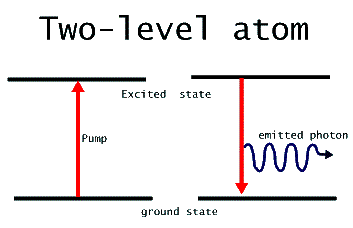 Two-level atom
Excited state
emitted photon
Pump
ground state